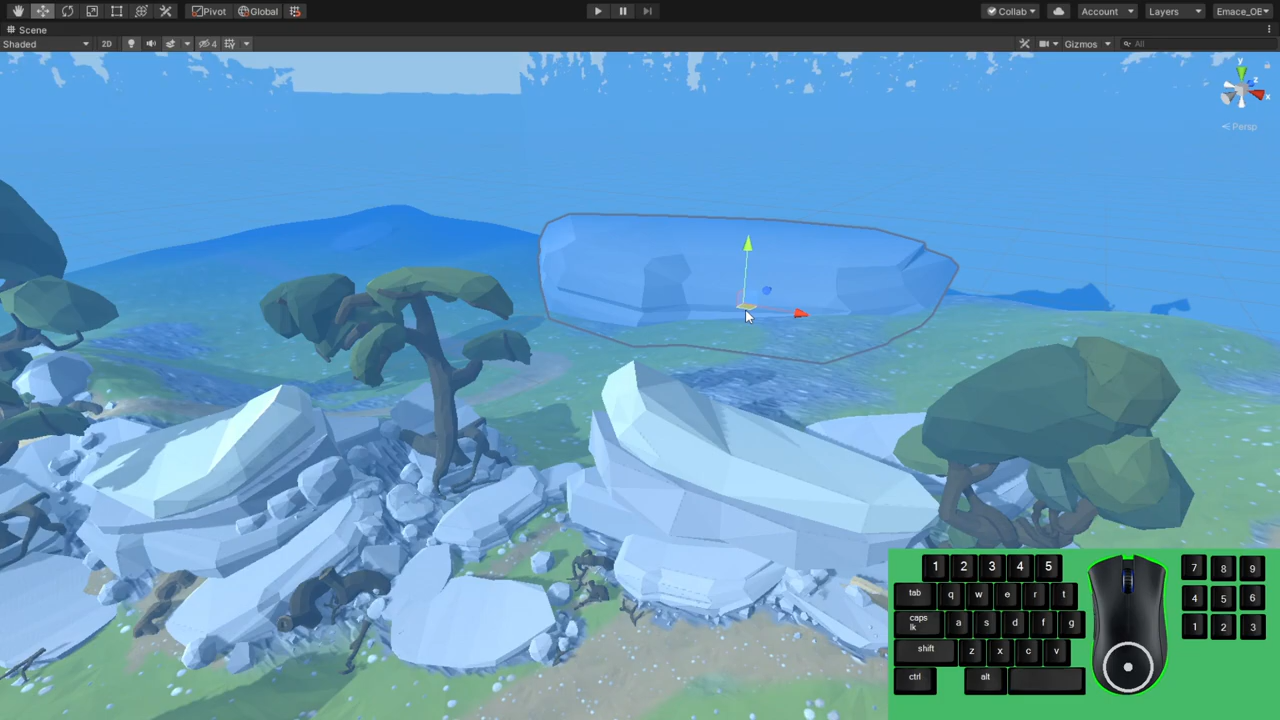 Pivot Global Collab Account Layers Emace_OE
Scene
Shaded 2D 4 Gizmos All
y
z
x
Persp
1 2 3 4 5 7 8 9
tab q w e r t 4 5 6
caps lk a s d f g 1 2 3
shift z x c v
ctrl alt